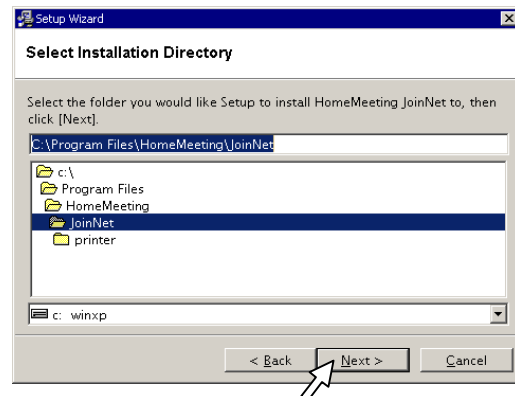 Setup Wizard
Select Installation Directory
Select the folder you would like Setup to install HomeMeeting JoinNet to, then
click [Next].
C:\Program Files\HomeMeeting\JoinNet
c:\
Program Files
HomeMeeting
JoinNet
printer
c: winxp
< Back
Next >
Cancel